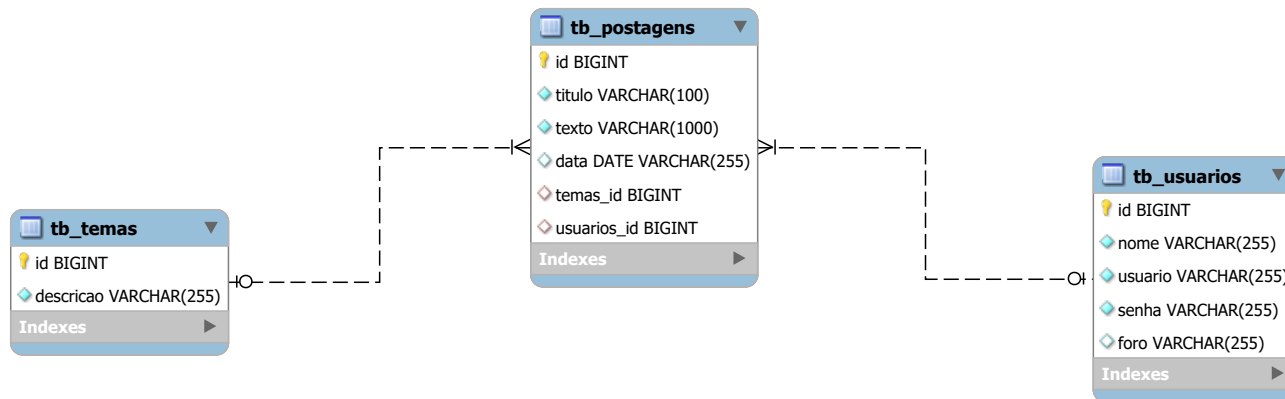 tb_postagens
id BIGINT
titulo VARCHAR(100)
texto VARCHAR(1000)
data DATE VARCHAR(255)
temas_id BIGINT
usuarios_id BIGINT
Indexes
tb_temas
id BIGINT
descricao VARCHAR(255)
Indexes
tb_usuarios
id BIGINT
nome VARCHAR(255)
usuario VARCHAR(255)
senha VARCHAR(255)
foro VARCHAR(255)
Indexes